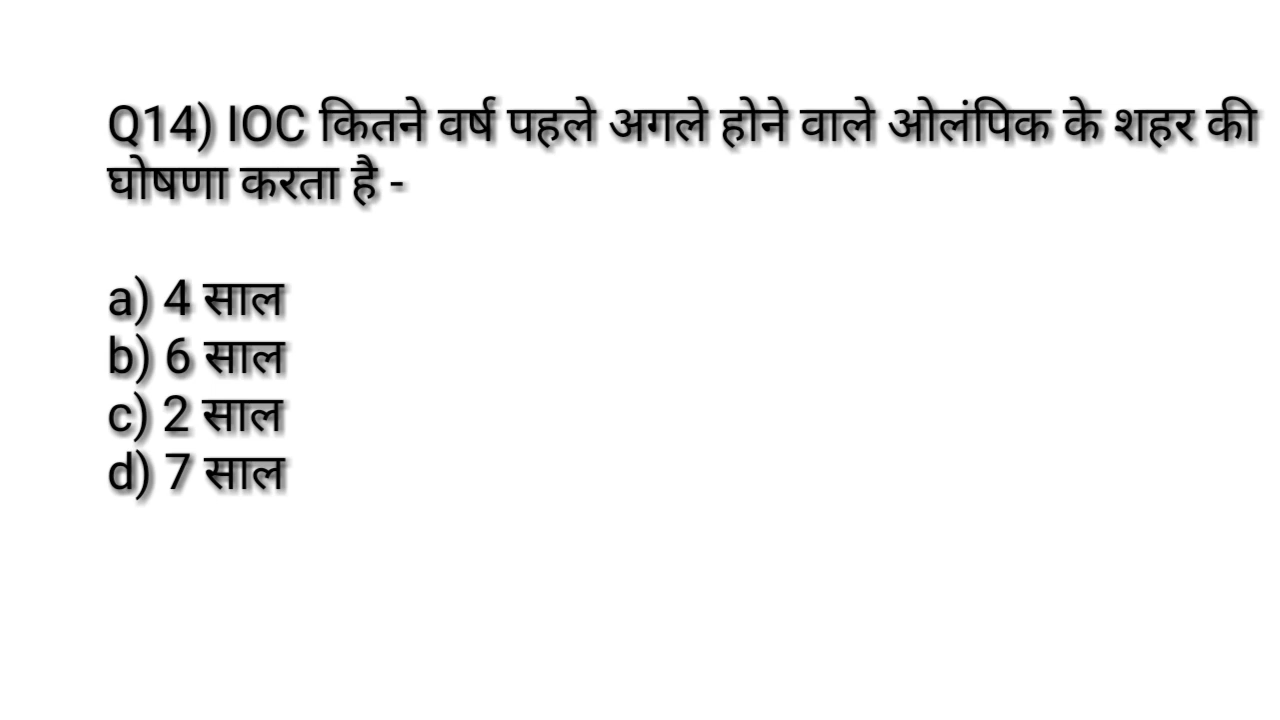 Q14) IOC कितने वर्ष पहले अगले होने वाले ओलंपिक के शहर की
घोषणा करता है -
a) 4 साल
b) 6 साल
c) 2 साल
d) 7 साल